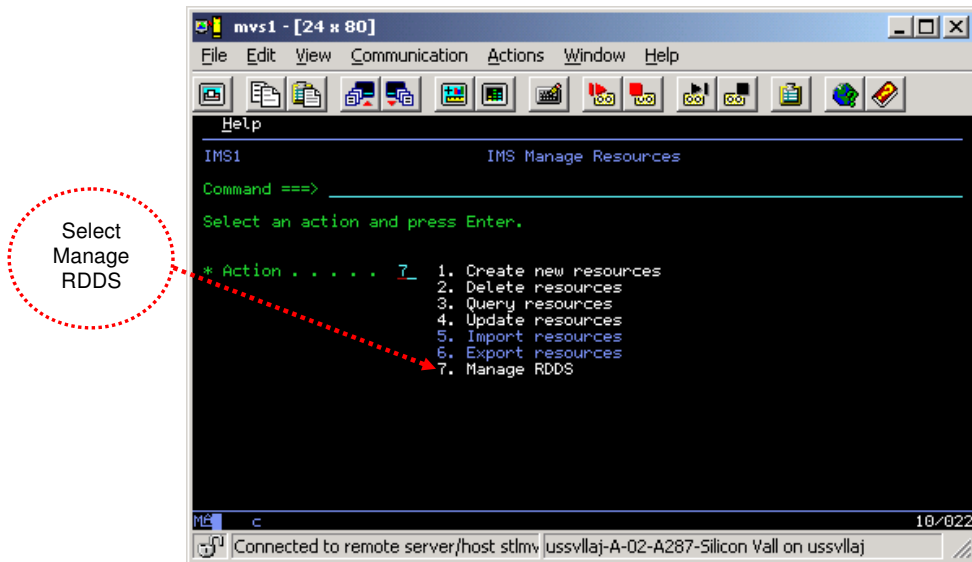 mvs1 - [24 x 80]
File Edit View Communication Actions Window Help
Help
IMS1 IMS Manage Resources
Command ===>
Select an action and press Enter.
Select
Manage
RDDS
* Action . . . . . 7_ 1. Create new resources
2. Delete resources
3. Query resources
4. Update resources
5. Import resources
6. Export resources
7. Manage RDDS
c 10/022
Connected to remote server/host stlmv ussvllaj-A-02-A287-Silicon Vall on ussvllaj